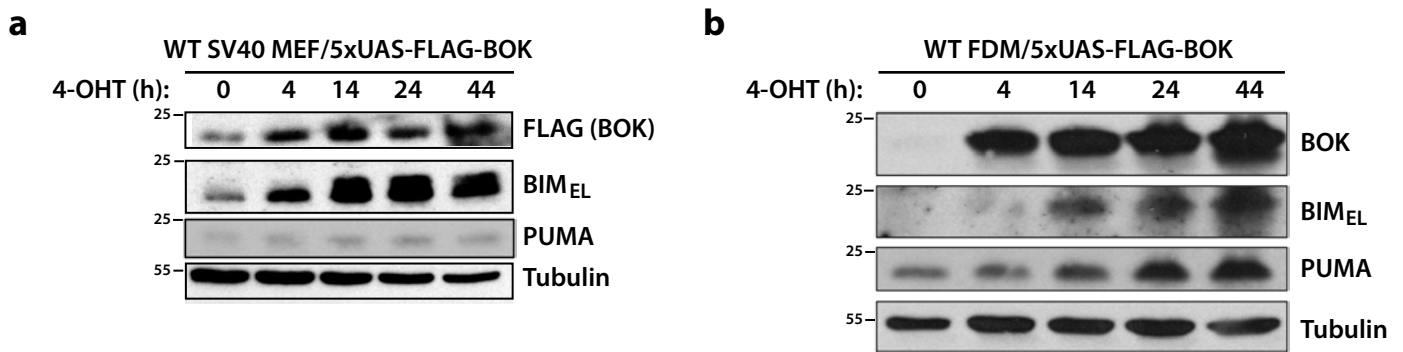 a
WT SV40 MEF/5xUAS-FLAG-BOK
4-OHT (h): 0 4 14 24 44
25
FLAG (BOK)
25
BIM_EL
25
PUMA
55
Tubulin
b
WT FDM/5xUAS-FLAG-BOK
4-OHT (h): 0 4 14 24 44
25
BOK
25
BIM_EL
25
PUMA
55
Tubulin